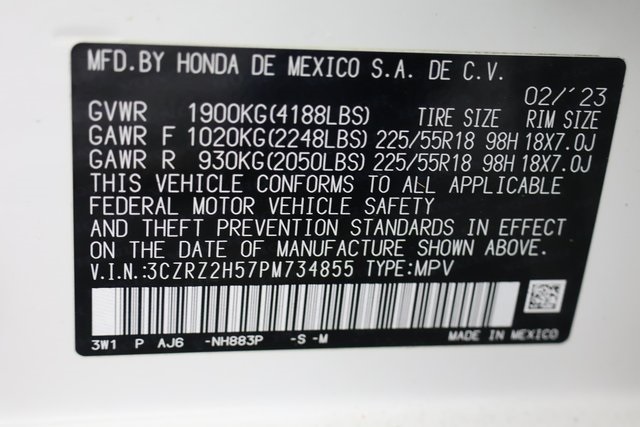 MFD.BY HONDA DE MEXICO S.A. DE C.V.
02/'23
GVWR 1900KG(4188LBS) TIRE SIZE RIM SIZE
GAWR F 1020KG(2248LBS) 225/55R18 98H 18X7.0J
GAWR R 930KG(2050LBS) 225/55R18 98H 18X7.0J
THIS VEHICLE CONFORMS TO ALL APPLICABLE
FEDERAL MOTOR VEHICLE SAFETY
AND THEFT PREVENTION STANDARDS IN EFFECT
ON THE DATE OF MANUFACTURE SHOWN ABOVE.
V.I.N.:3CZRZ2H57PM734855 TYPE:MPV
3W1 P AJ6 -NH883P -S -M MADE IN MEXICO